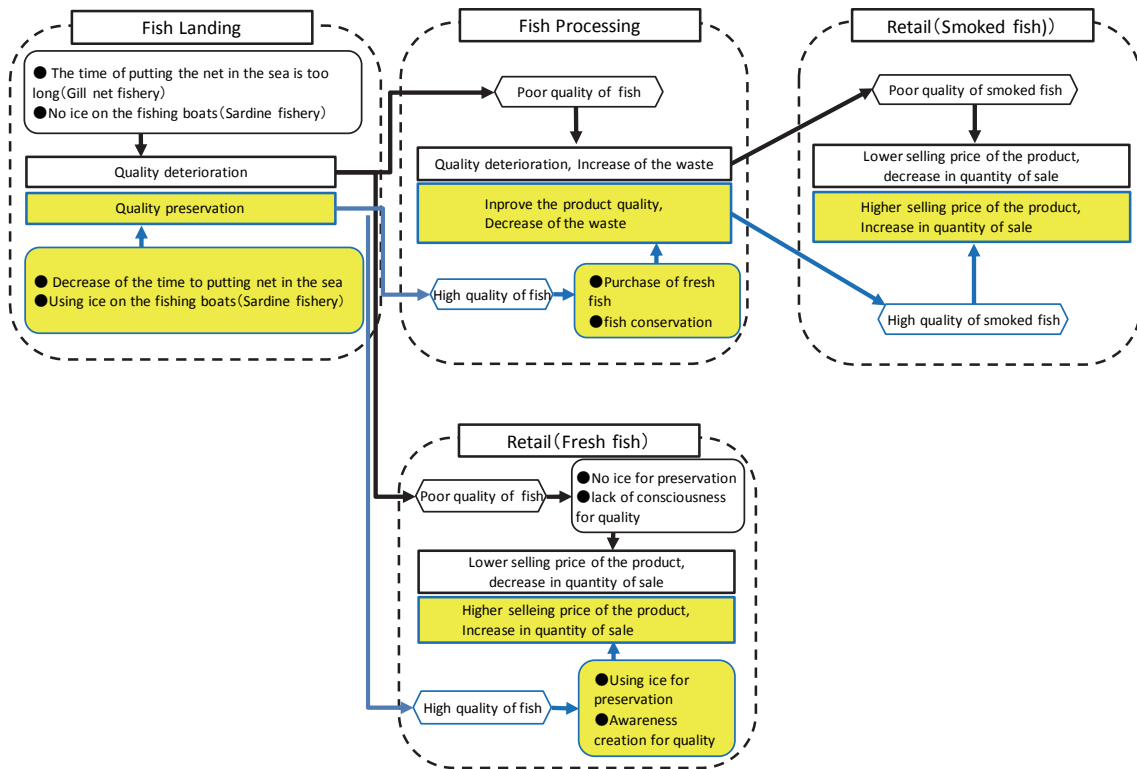 Fish Landing
● The time of putting the net in the sea is too
long(Gill net fishery)
●No ice on the fishing boats(Sardine fishery)
Quality deterioration
Quality preservation
● Decrease of the time to putting net in the sea
●Using ice on the fishing boats(Sardine fishery)
Fish Processing
Poor quality of fish
Quality deterioration, Increase of the waste
Inprove the product quality,
Decrease of the waste
High quality of fish
●Purchase of fresh
fish
●fish conservation
Retail(Smoked fish))
Poor quality of smoked fish
Lower selling price of the product,
decrease in quantity of sale
Higher selling price of the product,
Increase in quantity of sale
High quality of smoked fish
Retail(Fresh fish)
Poor quality of fish
●No ice for preservation
●lack of consciousness
for quality
Lower selling price of the product,
decrease in quantity of sale
Higher selleing price of the product,
Increase in quantity of sale
High quality of fish
●Using ice for
preservation
●Awareness
creation for quality